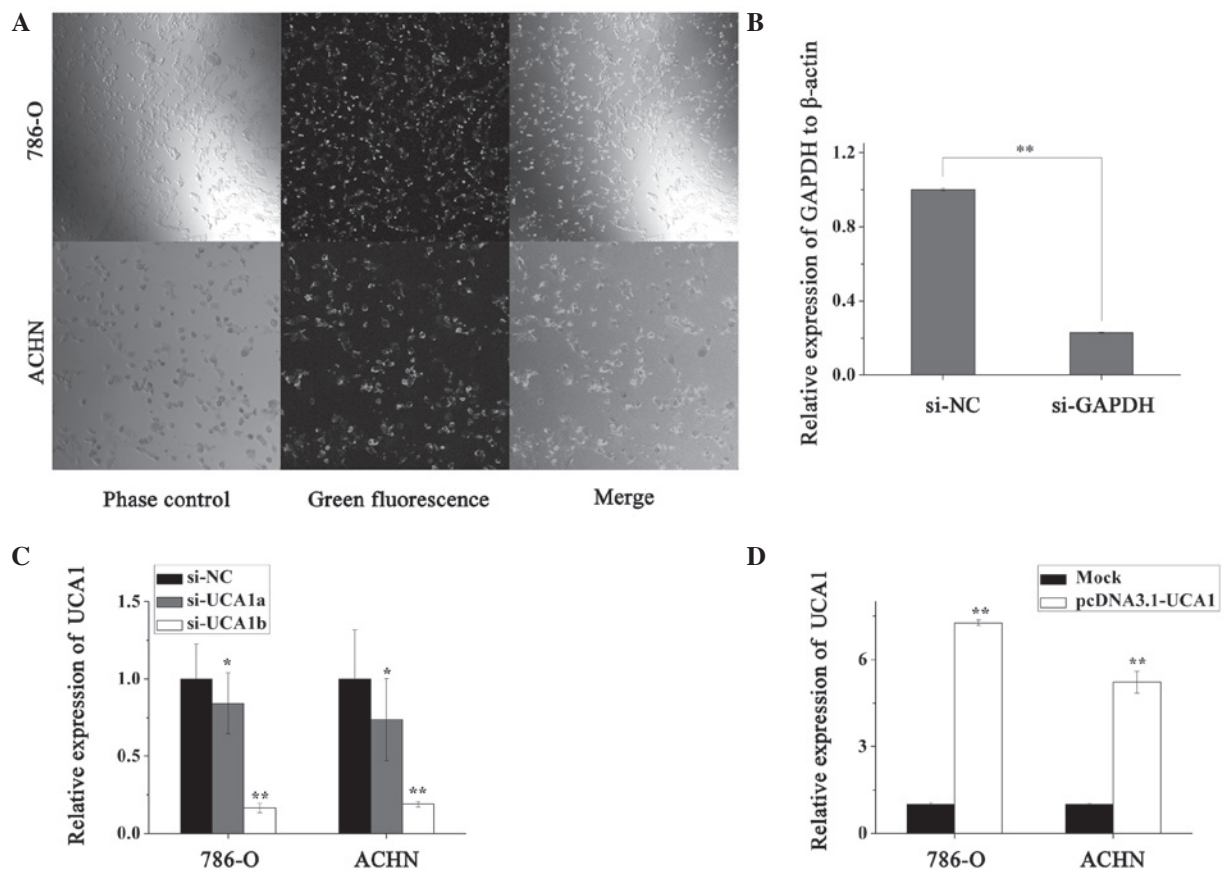 A
786-O
ACHN
Phase control
Green fluorescence
Merge
B
Relative expression of GAPDH to β-actin
1.2
0.8
0.4
0.0
**
si-NC
si-GAPDH
C
Relative expression of UCA1
si-NC
si-UCA1a
si-UCA1b
1.5
1.0
0.5
0.0
*
**
*
**
786-O
ACHN
D
Relative expression of UCA1
Mock
pcDNA3.1-UCA1
6
3
0
**
**
786-O
ACHN